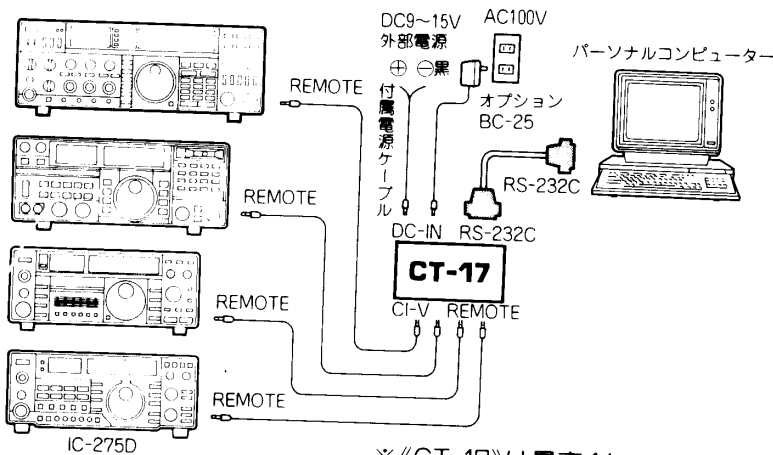 DC9〜15V
外部電源
⊕ ⊖黒
AC100V
パーソナルコンピューター
REMOTE
付属電源ケーブル
オプション
BC-25
RS-232C
REMOTE
DC-IN RS-232C
CT-17
CI-V REMOTE
REMOTE
REMOTE
IC-275D